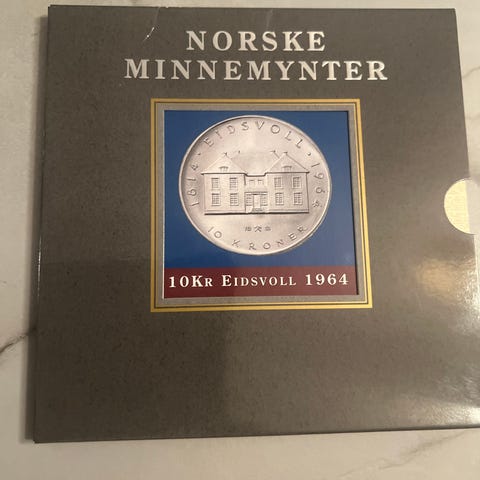 NORSKE
MINNEMYNTER
1814 · EIDSVOLL · 1964
10 KRONER
10KR EIDSVOLL 1964